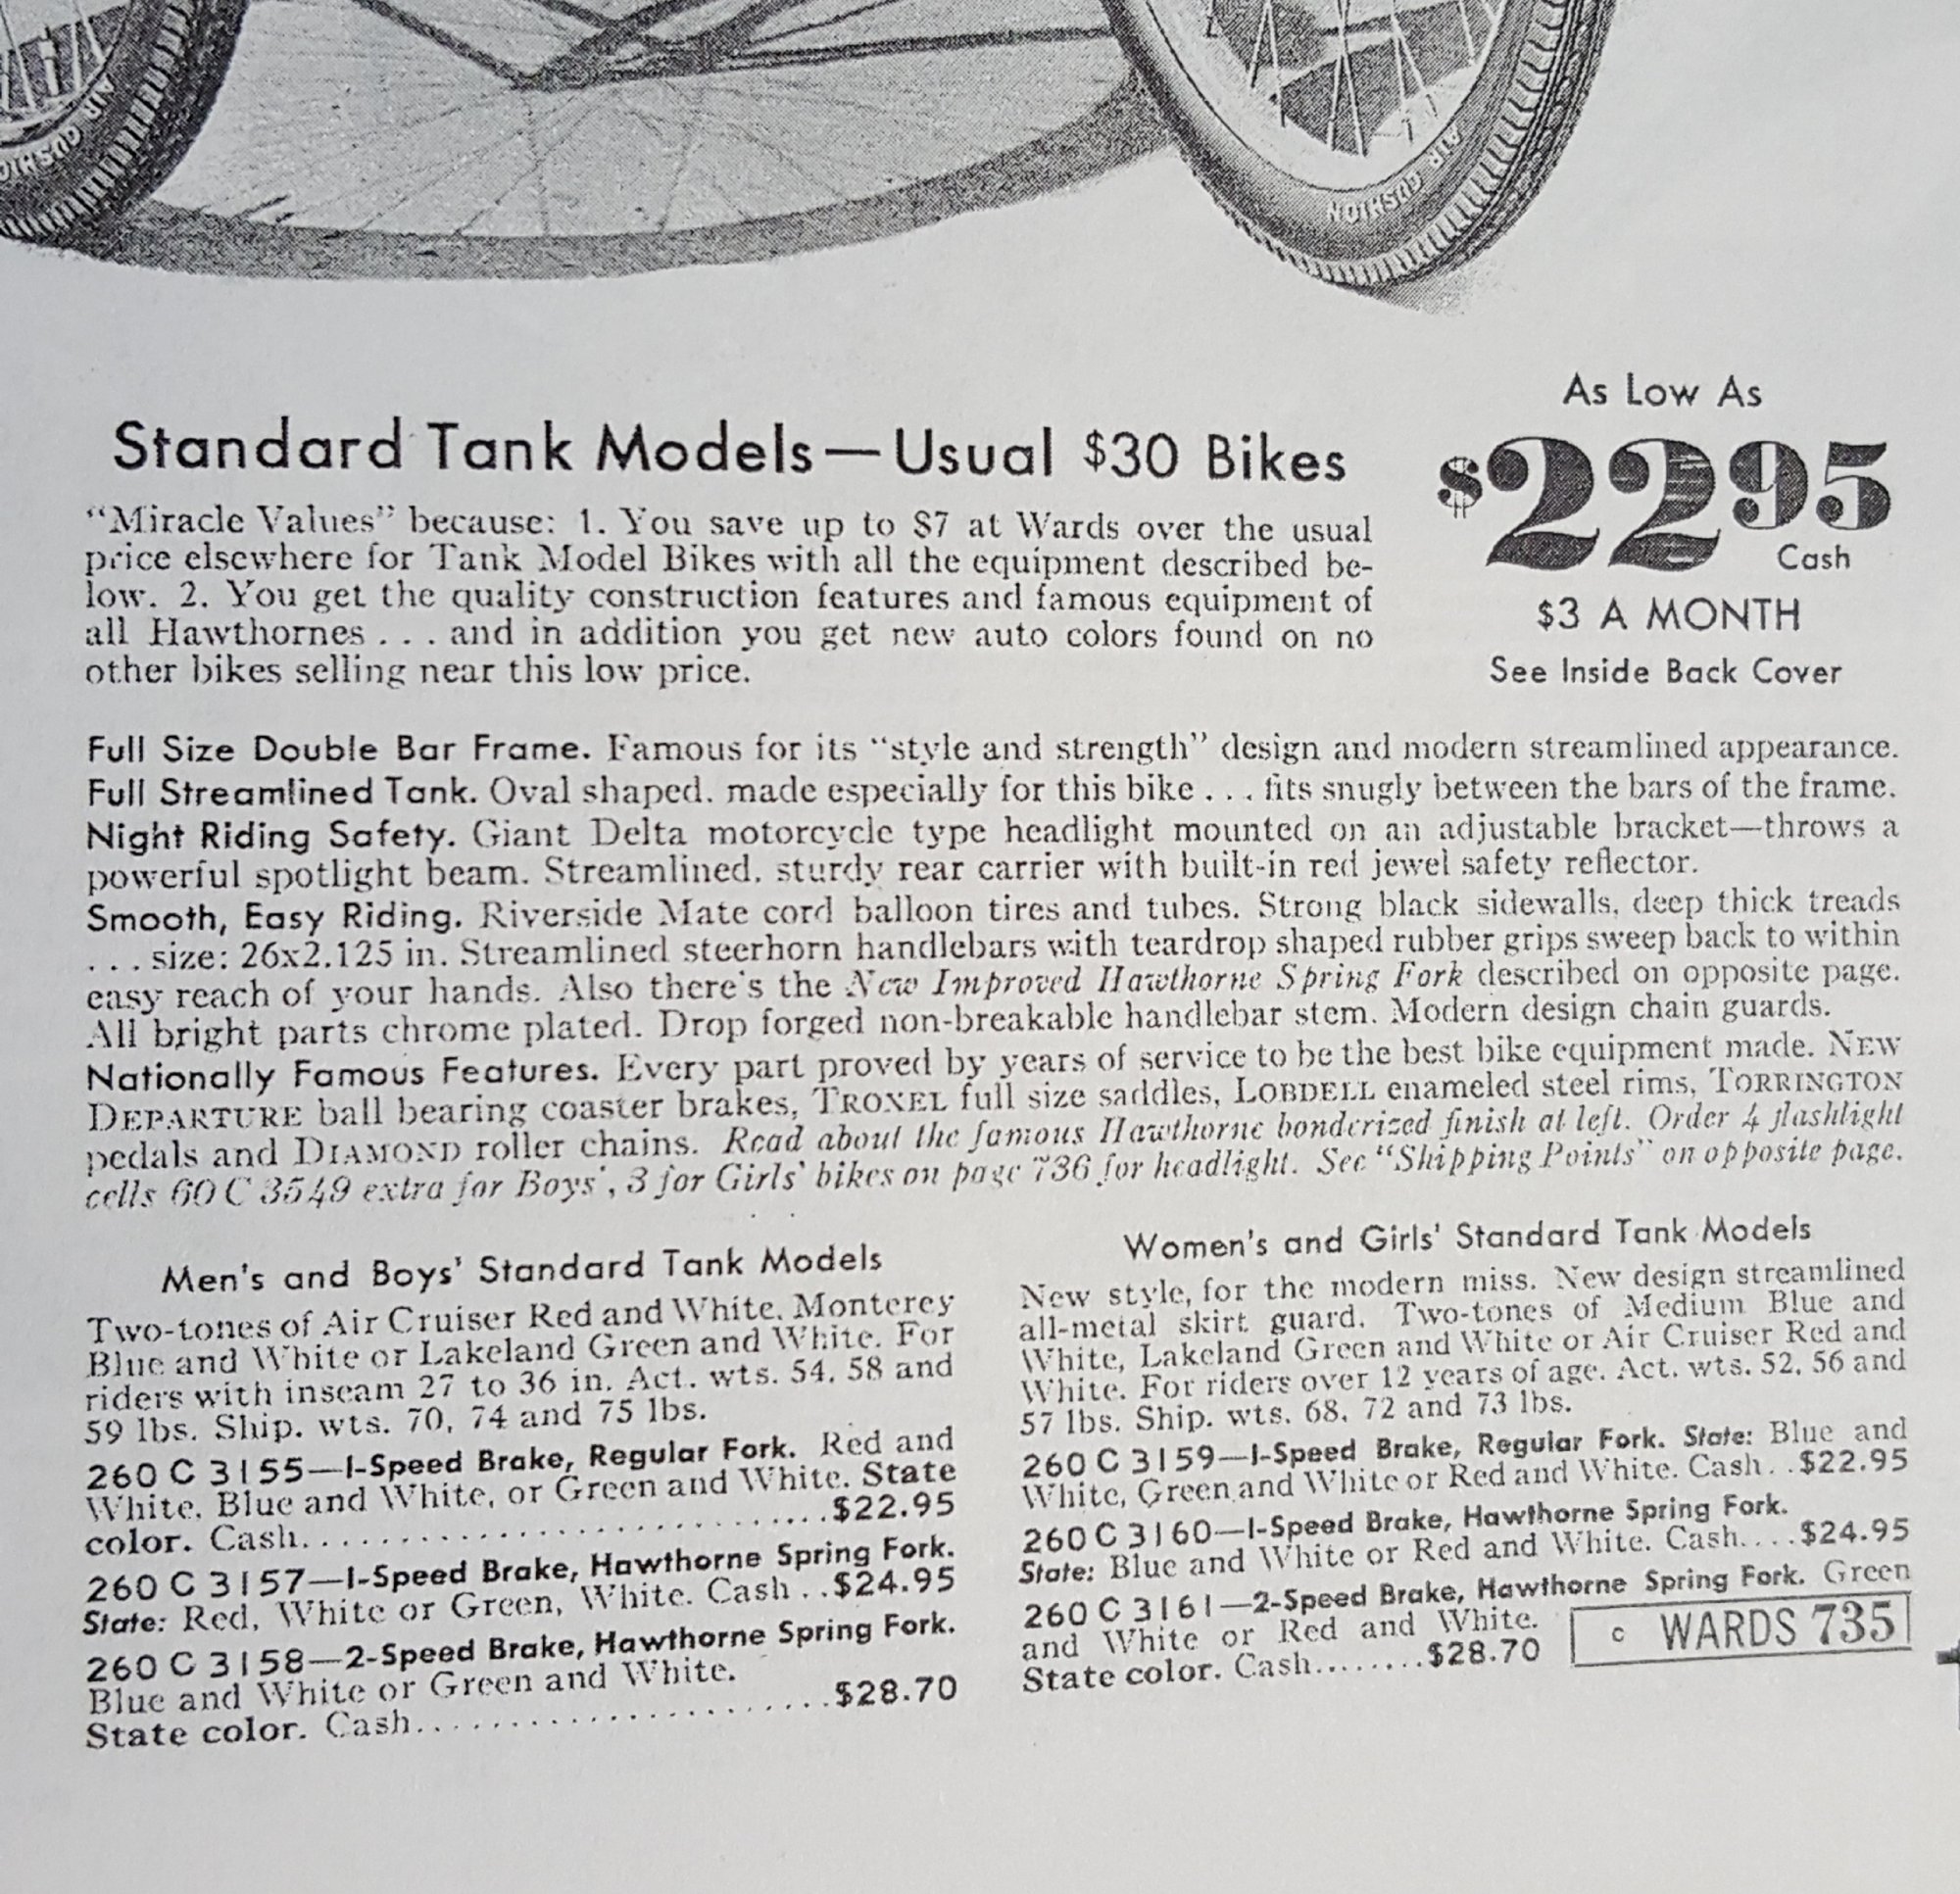 AIR CUSHION
AIR CUSHION
Standard Tank Models—Usual $30 Bikes
As Low As
$22 95
Cash
$3 A MONTH
See Inside Back Cover
“Miracle Values” because: 1. You save up to $7 at Wards over the usual
price elsewhere for Tank Model Bikes with all the equipment described be-
low. 2. You get the quality construction features and famous equipment of
all Hawthornes . . . and in addition you get new auto colors found on no
other bikes selling near this low price.
Full Size Double Bar Frame. Famous for its “style and strength” design and modern streamlined appearance.
Full Streamlined Tank. Oval shaped, made especially for this bike . . . fits snugly between the bars of the frame.
Night Riding Safety. Giant Delta motorcycle type headlight mounted on an adjustable bracket—throws a
powerful spotlight beam. Streamlined, sturdy rear carrier with built-in red jewel safety reflector.
Smooth, Easy Riding. Riverside Mate cord balloon tires and tubes. Strong black sidewalls, deep thick treads
. . . size: 26x2.125 in. Streamlined steerhorn handlebars with teardrop shaped rubber grips sweep back to within
easy reach of your hands. Also there's the New Improved Hawthorne Spring Fork described on opposite page.
All bright parts chrome plated. Drop forged non-breakable handlebar stem. Modern design chain guards.
Nationally Famous Features. Every part proved by years of service to be the best bike equipment made. NEW
DEPARTURE ball bearing coaster brakes, TROXEL full size saddles, LOBDELL enameled steel rims, TORRINGTON
pedals and DIAMOND roller chains. Read about the famous Hawthorne bonderized finish at left. Order 4 flashlight
cells 60 C 3549 extra for Boys', 3 for Girls' bikes on page 736 for headlight. See “Shipping Points” on opposite page.
Men's and Boys' Standard Tank Models
Two-tones of Air Cruiser Red and White, Monterey
Blue and White or Lakeland Green and White. For
riders with inseam 27 to 36 in. Act. wts. 54, 58 and
59 lbs. Ship. wts. 70, 74 and 75 lbs.
260 C 3155—1-Speed Brake, Regular Fork. Red and
White, Blue and White, or Green and White. State
color. Cash..............................$22.95
260 C 3157—1-Speed Brake, Hawthorne Spring Fork.
State: Red, White or Green, White. Cash . .$24.95
260 C 3158—2-Speed Brake, Hawthorne Spring Fork.
Blue and White or Green and White.
State color. Cash........................$28.70
Women's and Girls' Standard Tank Models
New style, for the modern miss. New design streamlined
all-metal skirt guard. Two-tones of Medium Blue and
White, Lakeland Green and White or Air Cruiser Red and
White. For riders over 12 years of age. Act. wts. 52, 56 and
57 lbs. Ship. wts. 68, 72 and 73 lbs.
260 C 3159—1-Speed Brake, Regular Fork. State: Blue and
White, Green and White or Red and White. Cash. .$22.95
260 C 3160—1-Speed Brake, Hawthorne Spring Fork.
State: Blue and White or Red and White. Cash....$24.95
260 C 3161—2-Speed Brake, Hawthorne Spring Fork. Green
and White or Red and White.
State color. Cash........$28.70
C WARDS 735